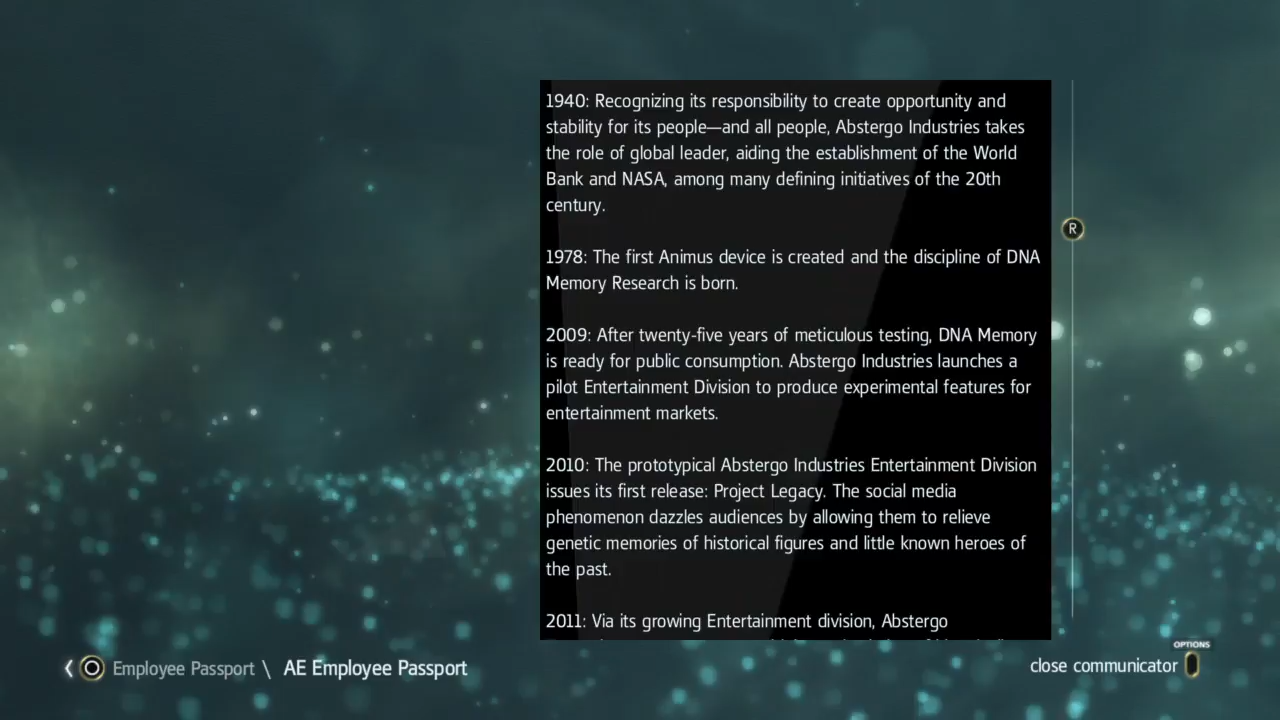 1940: Recognizing its responsibility to create opportunity and
stability for its people—and all people, Abstergo Industries takes
the role of global leader, aiding the establishment of the World
Bank and NASA, among many defining initiatives of the 20th
century.
1978: The first Animus device is created and the discipline of DNA
Memory Research is born.
2009: After twenty-five years of meticulous testing, DNA Memory
is ready for public consumption. Abstergo Industries launches a
pilot Entertainment Division to produce experimental features for
entertainment markets.
2010: The prototypical Abstergo Industries Entertainment Division
issues its first release: Project Legacy. The social media
phenomenon dazzles audiences by allowing them to relieve
genetic memories of historical figures and little known heroes of
the past.
2011: Via its growing Entertainment division, Abstergo
R
Employee Passport \ AE Employee Passport
OPTIONS
close communicator